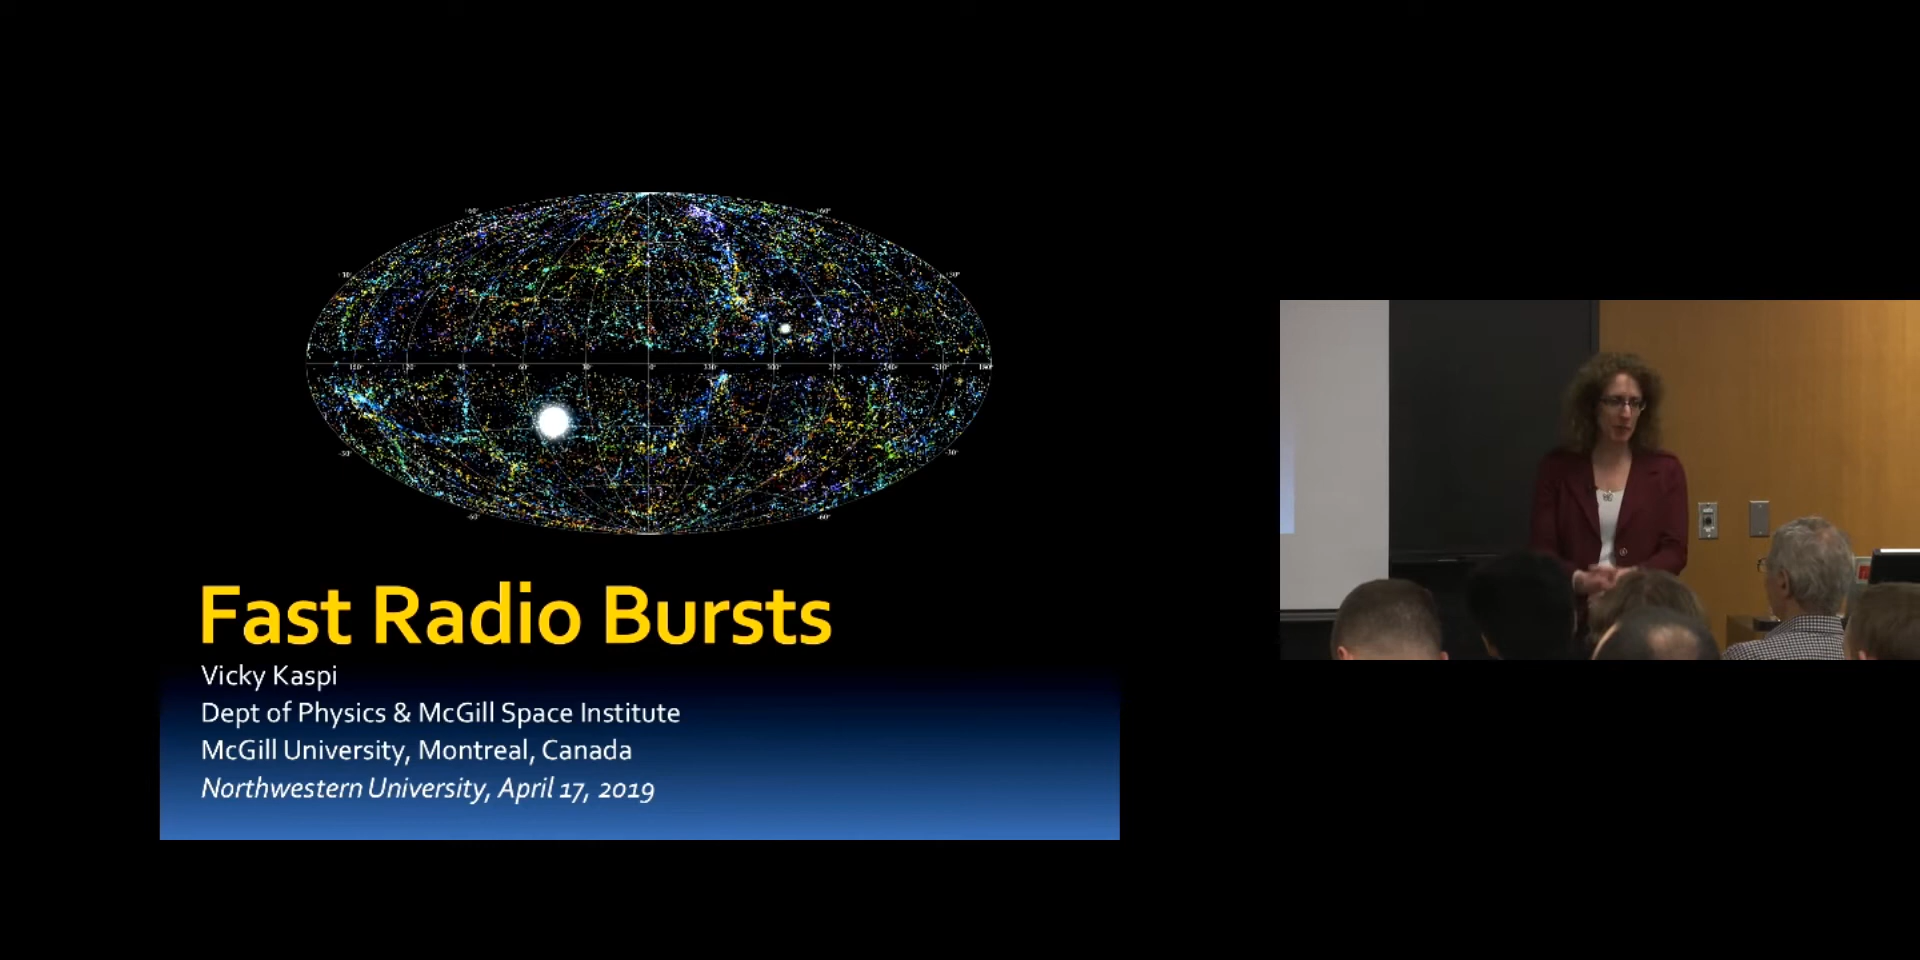 Fast Radio Bursts
Vicky Kaspi
Dept of Physics & McGill Space Institute
McGill University, Montreal, Canada
Northwestern University, April 17, 2019